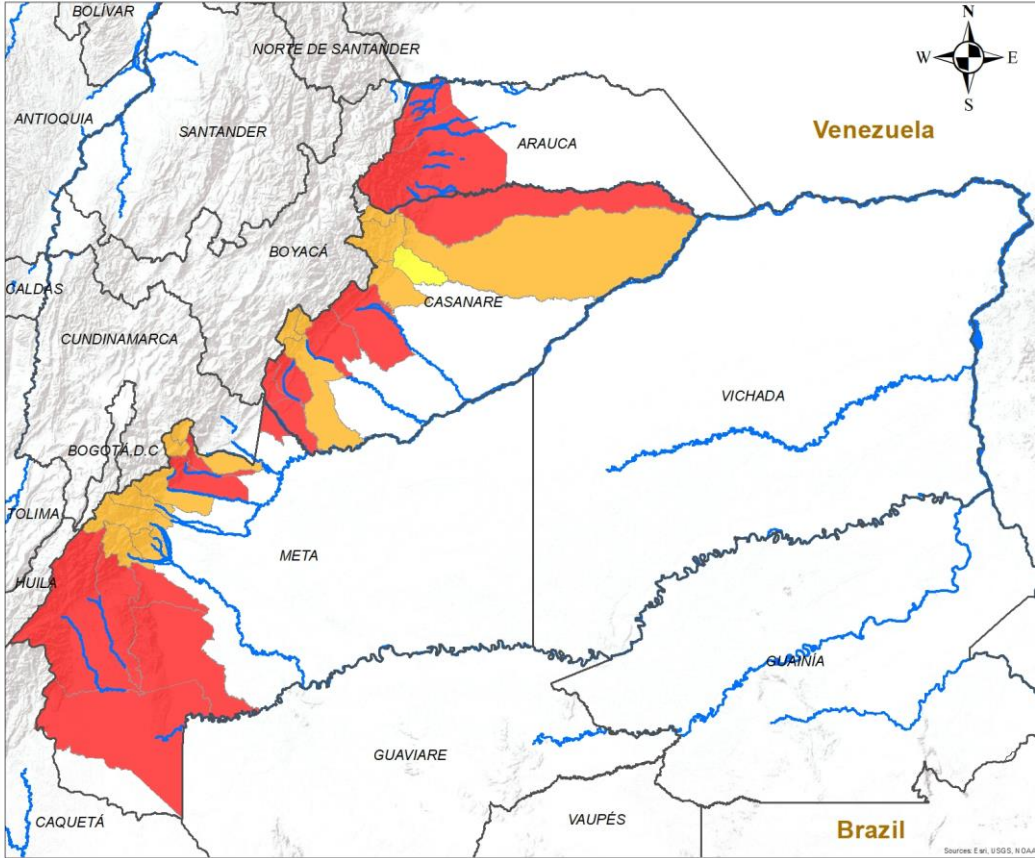 BOLÍVAR
NORTE DE SANTANDER
N
W
E
S
ANTIOQUIA
SANTANDER
ARAUCA
Venezuela
BOYACÁ
CALDAS
CASANARE
CUNDINAMARCA
VICHADA
BOGOTÁ,D.C
TOLIMA
META
HUILA
GUAINÍA
GUAVIARE
CAQUETÁ
VAUPÉS
Brazil
Sources: Esri, USGS, NOAA